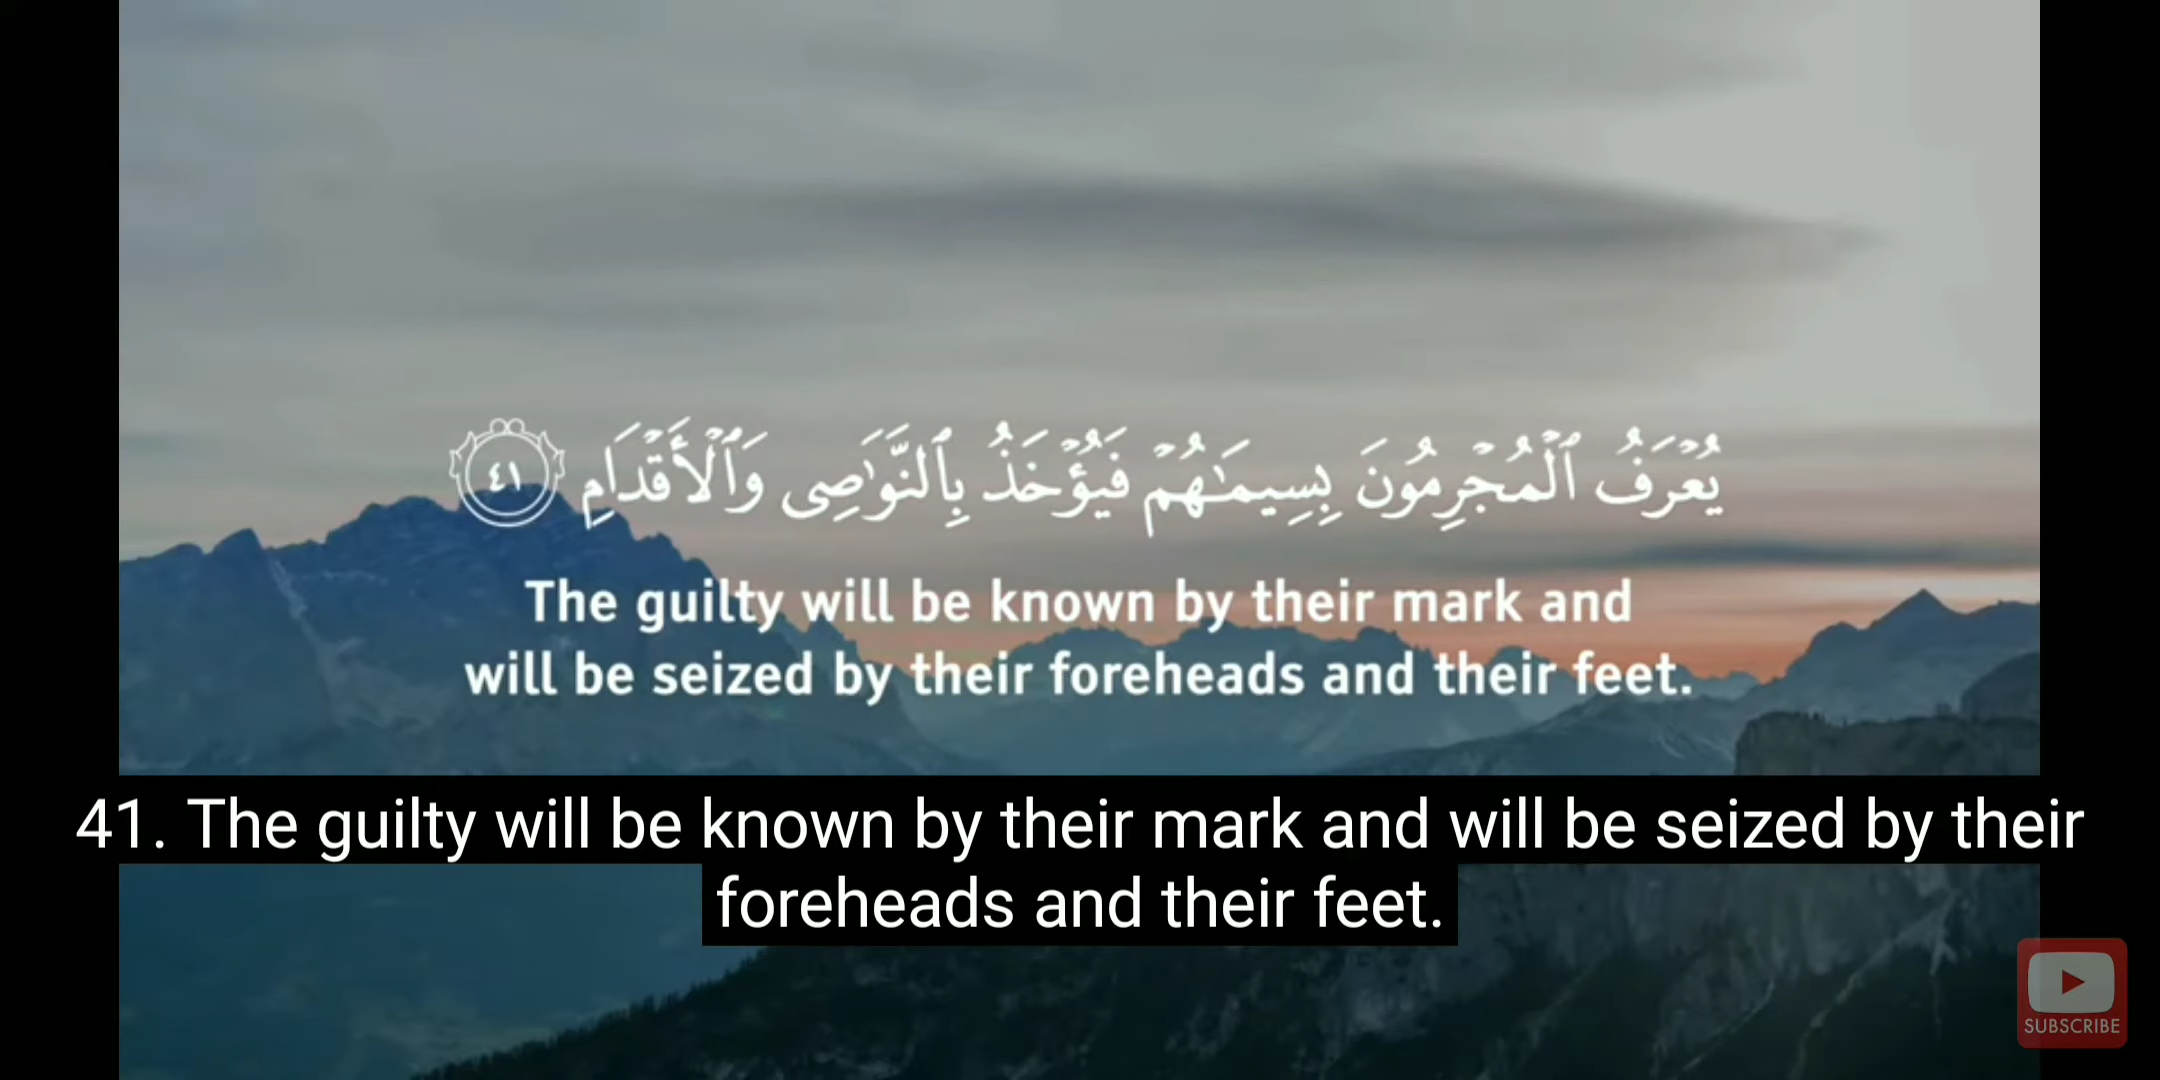 يُعْرَفُ ٱلْمُجْرِمُونَ بِسِيمَـٰهُمْ فَيُؤْخَذُ بِٱلنَّوَٰصِى وَٱلْأَقْدَامِ ٤١
The guilty will be known by their mark and
will be seized by their foreheads and their feet.
41. The guilty will be known by their mark and will be seized by their
foreheads and their feet.
SUBSCRIBE